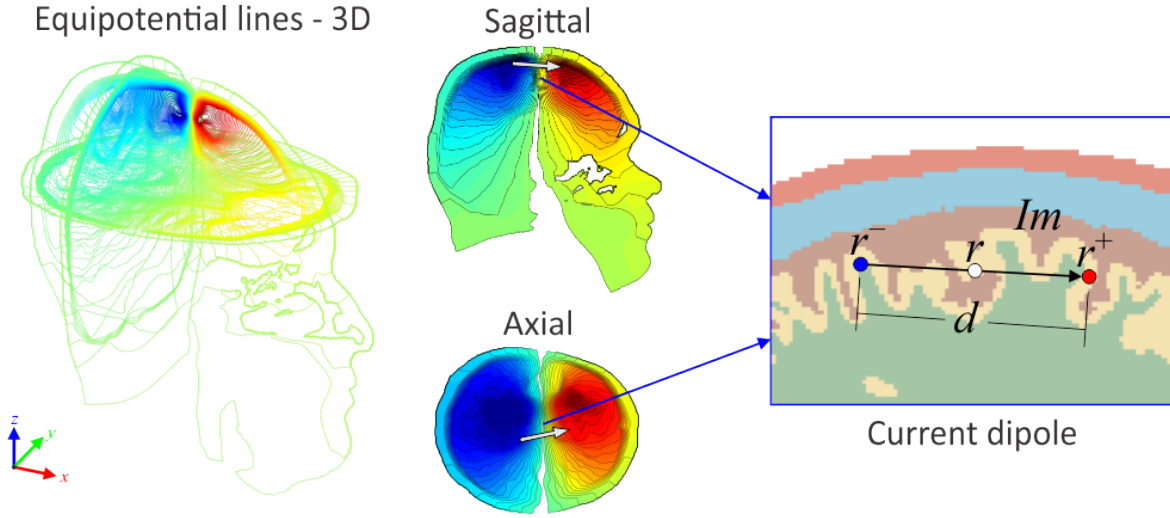 Equipotential lines - 3D
Sagittal
Axial
z
y
x
r⁻
r
Im
r⁺
d
Current dipole